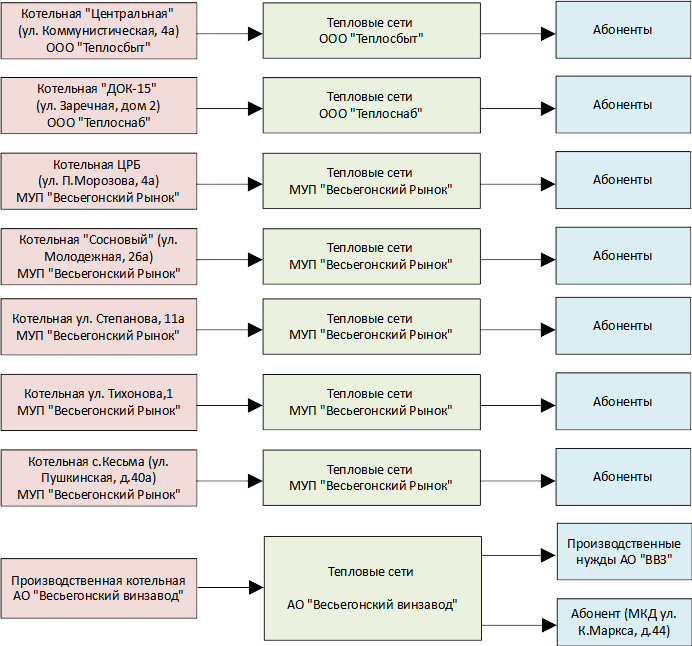 Котельная "Центральная"
(ул. Коммунистическая, 4а)
ООО "Теплосбыт"
Тепловые сети
ООО "Теплосбыт"
Абоненты
Котельная "ДОК-15"
(ул. Заречная, дом 2)
ООО "Теплоснаб"
Тепловые сети
ООО "Теплоснаб"
Абоненты
Котельная ЦРБ
(ул. П.Морозова, 4а)
МУП "Весьегонский Рынок"
Тепловые сети
МУП "Весьегонский Рынок"
Абоненты
Котельная "Сосновый" (ул.
Молодежная, 26а)
МУП "Весьегонский Рынок"
Тепловые сети
МУП "Весьегонский Рынок"
Абоненты
Котельная ул. Степанова, 11а
МУП "Весьегонский Рынок"
Тепловые сети
МУП "Весьегонский Рынок"
Абоненты
Котельная ул. Тихонова,1
МУП "Весьегонский Рынок"
Тепловые сети
МУП "Весьегонский Рынок"
Абоненты
Котельная с.Кесьма (ул.
Пушкинская, д.40а)
МУП "Весьегонский Рынок"
Тепловые сети
МУП "Весьегонский Рынок"
Абоненты
Производственная котельная
АО "Весьегонский винзавод"
Тепловые сети
АО "Весьегонский винзавод"
Производственные
нужды АО "ВВЗ"
Абонент (МКД ул.
К.Маркса, д.44)